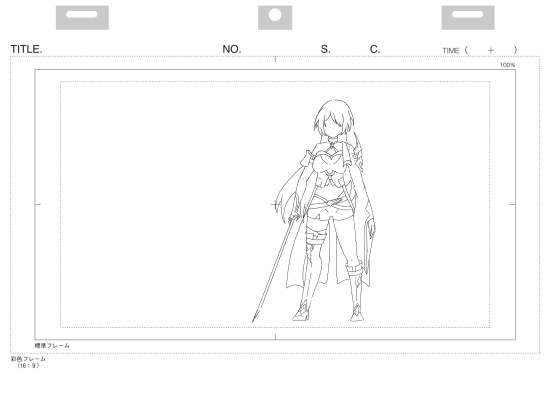 TITLE. NO. S. C. TIME ( + )
100%
標準フレーム
彩色フレーム
(16:9)